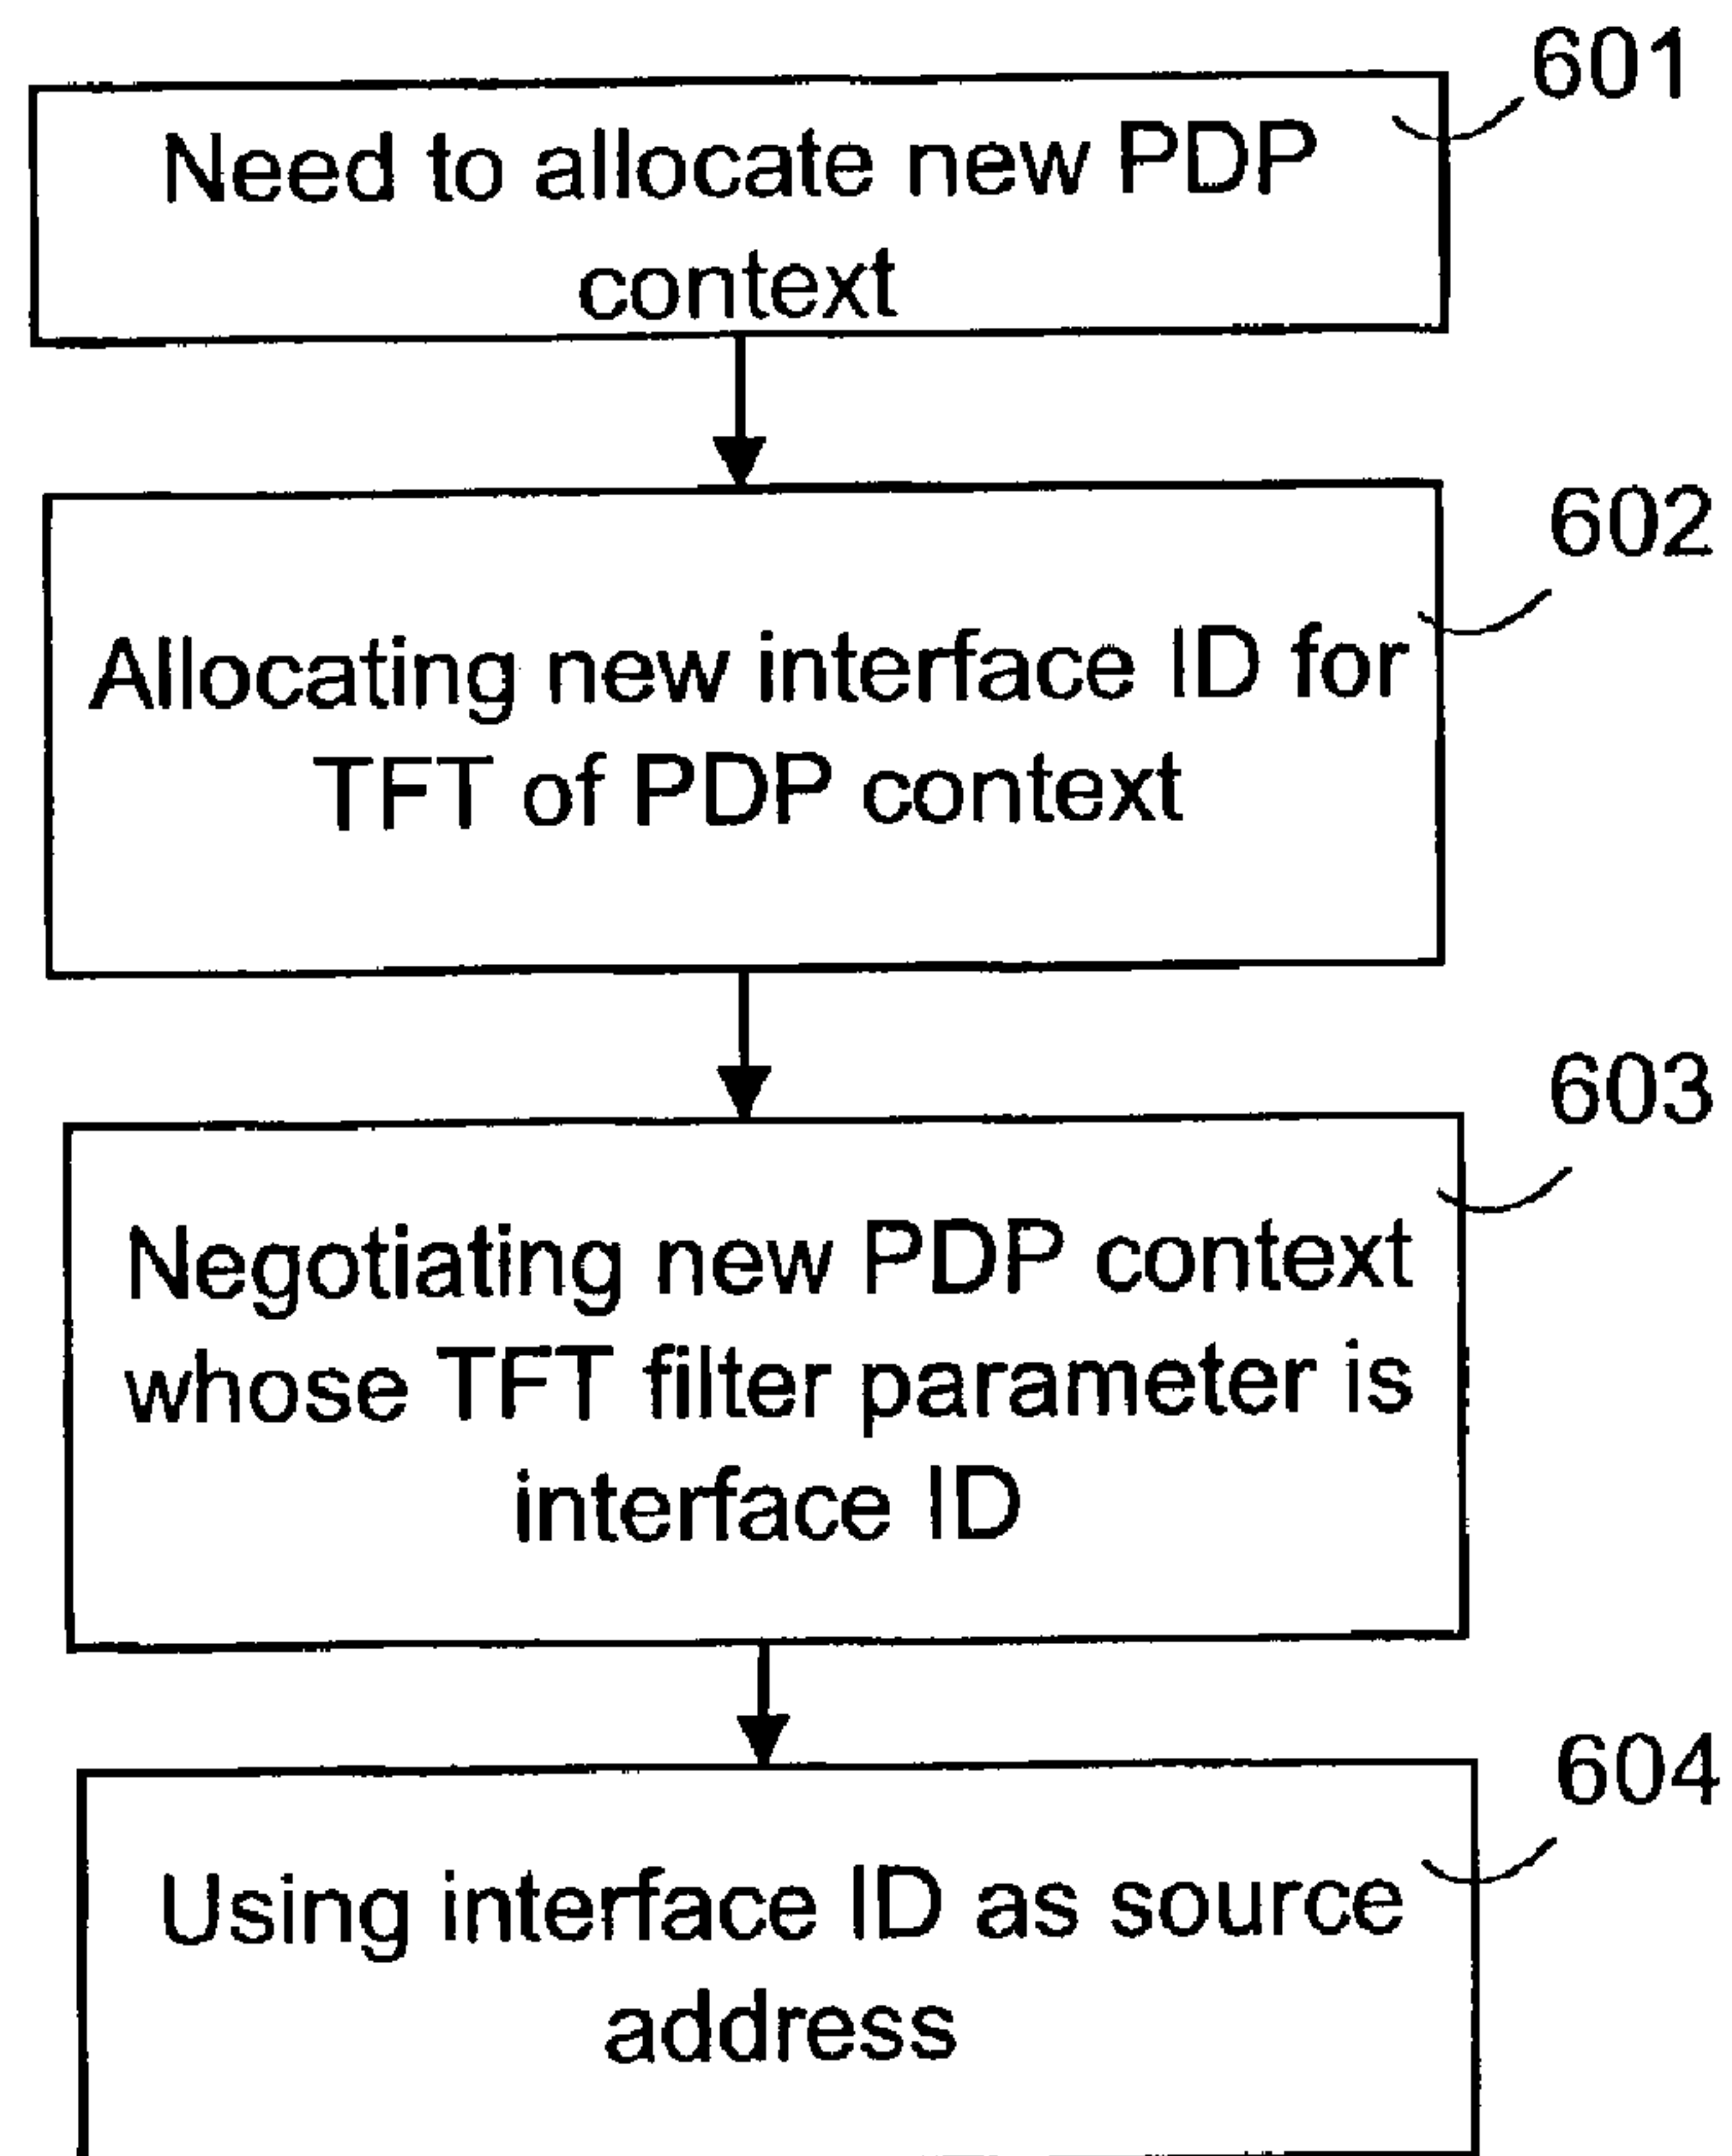 601
Need to allocate new PDP
context
602
Allocating new interface ID for
TFT of PDP context
603
Negotiating new PDP context
whose TFT filter parameter is
interface ID
604
Using interface ID as source
address